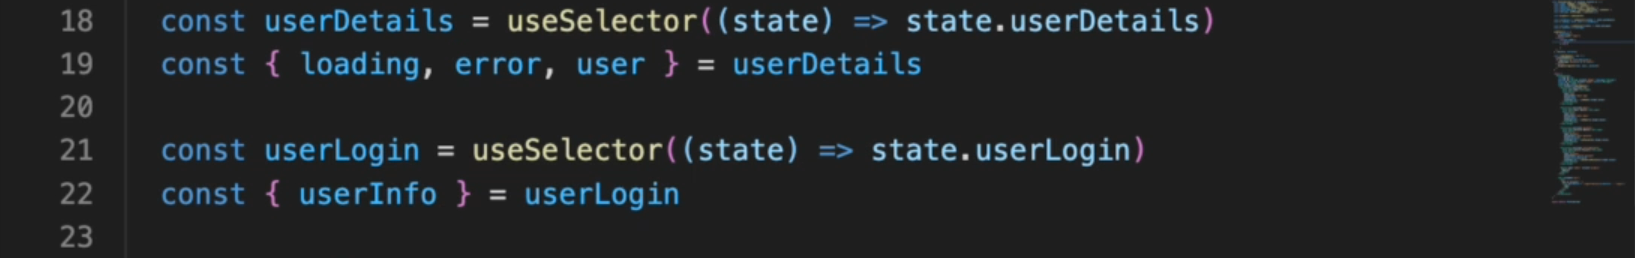 18 const userDetails = useSelector((state) => state.userDetails)
19 const { loading, error, user } = userDetails
20
21 const userLogin = useSelector((state) => state.userLogin)
22 const { userInfo } = userLogin
23